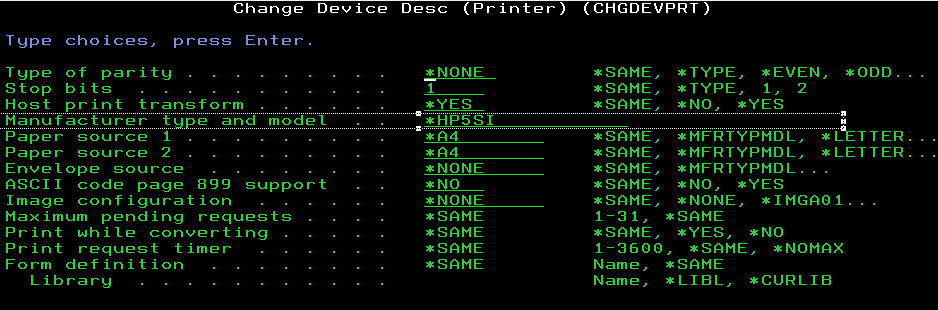 Change Device Desc (Printer) (CHGDEVPRT)
Type choices, press Enter.
Type of parity . . . . . . . . . *NONE *SAME, *TYPE, *EVEN, *ODD...
Stop bits . . . . . . . . . . . 1 *SAME, *TYPE, 1, 2
Host print transform . . . . . . *YES *SAME, *NO, *YES
Manufacturer type and model . . *HP5SI
Paper source 1 . . . . . . . . . *A4 *SAME, *MFRTYPMDL, *LETTER...
Paper source 2 . . . . . . . . . *A4 *SAME, *MFRTYPMDL, *LETTER...
Envelope source . . . . . . . . *NONE *SAME, *MFRTYPMDL...
ASCII code page 899 support . . *NO *SAME, *NO, *YES
Image configuration . . . . . . *NONE *SAME, *NONE, *IMGA01...
Maximum pending requests . . . . *SAME 1-31, *SAME
Print while converting . . . . . *SAME *SAME, *YES, *NO
Print request timer . . . . . . *SAME 1-3600, *SAME, *NOMAX
Form definition . . . . . . . . *SAME Name, *SAME
Library . . . . . . . . . . . Name, *LIBL, *CURLIB